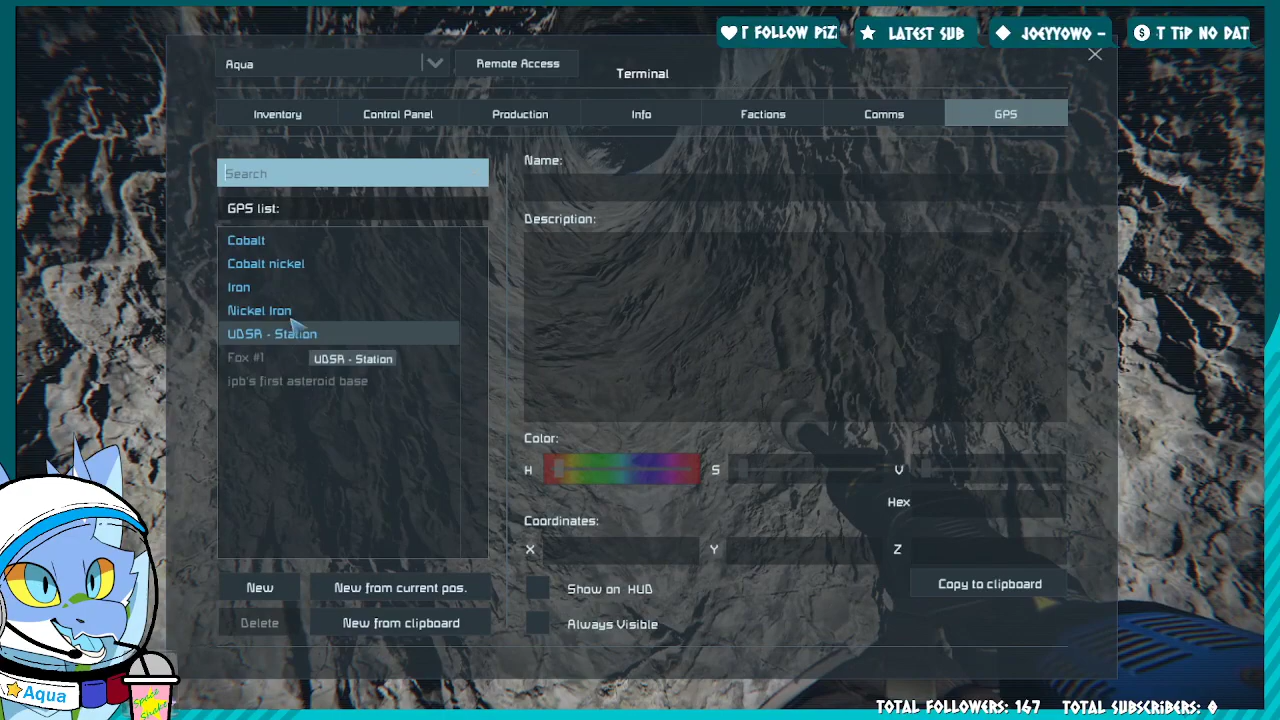 T FOLLOW PIZ
LATEST SUB
JOEYYOWO -
T TIP NO DAT
Aqua
Remote Access
Terminal
Inventory
Control Panel
Production
Info
Factions
Comms
GPS
Search
GPS list:
Cobalt
Cobalt nickel
Iron
Nickel Iron
UDSR - Station
Fox #1
UDSR - Station
jpb's first asteroid base
Name:
Description:
Color:
H
S
V
Hex
Coordinates:
X
Y
Z
New
New from current pos.
Show on HUD
Copy to clipboard
Delete
New from clipboard
Always Visible
Aqua
Space Shake
TOTAL FOLLOWERS: 167
TOTAL SUBSCRIBERS: 0